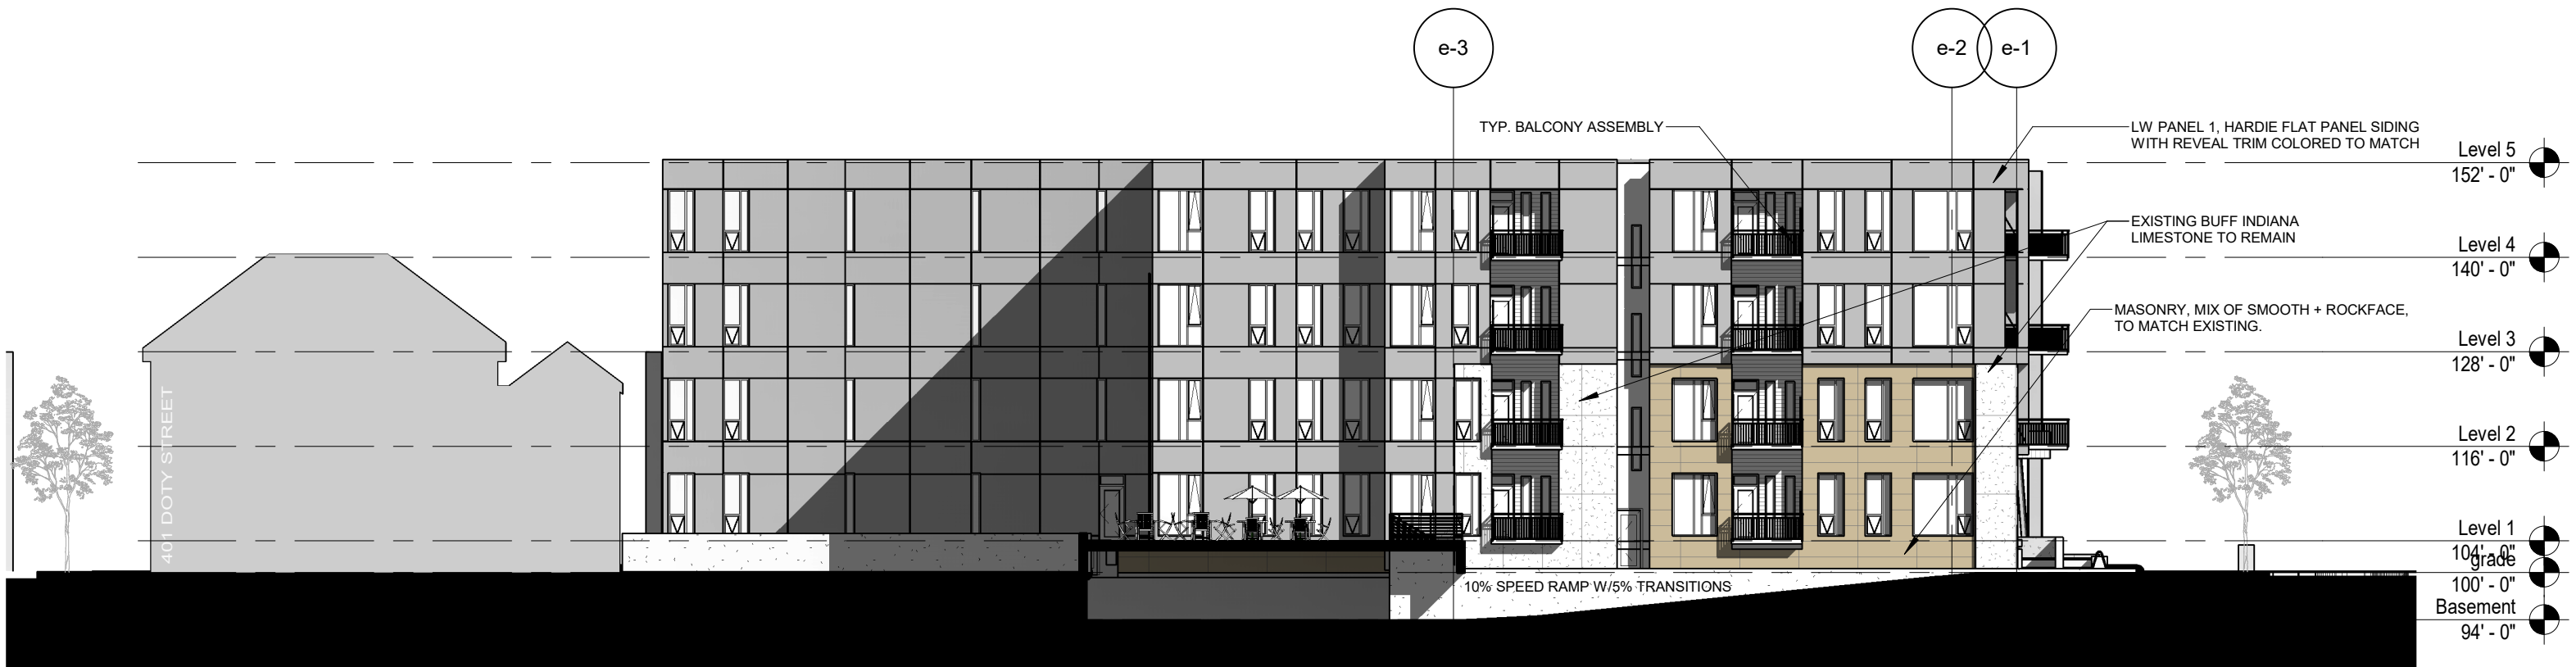 e-3
e-2
e-1
TYP. BALCONY ASSEMBLY
LW PANEL 1, HARDIE FLAT PANEL SIDING
WITH REVEAL TRIM COLORED TO MATCH
Level 5
152' - 0"
EXISTING BUFF INDIANA
LIMESTONE TO REMAIN
Level 4
140' - 0"
MASONRY, MIX OF SMOOTH + ROCKFACE,
TO MATCH EXISTING.
Level 3
128' - 0"
401 DOTY STREET
Level 2
116' - 0"
Level 1
104' - 0"
grade
100' - 0"
10% SPEED RAMP W/5% TRANSITIONS
Basement
94' - 0"